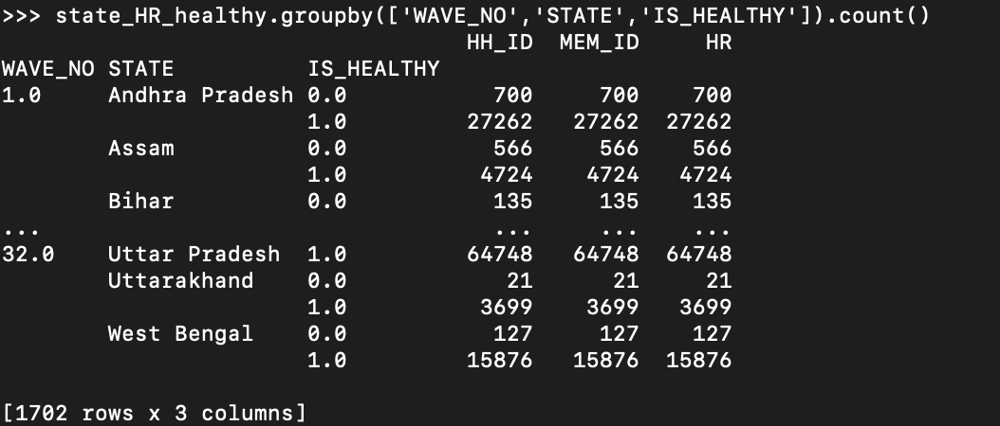 >>> state_HR_healthy.groupby(['WAVE_NO','STATE','IS_HEALTHY']).count()
HH_ID MEM_ID HR
WAVE_NO STATE IS_HEALTHY
1.0 Andhra Pradesh 0.0 700 700 700
1.0 27262 27262 27262
Assam 0.0 566 566 566
1.0 4724 4724 4724
Bihar 0.0 135 135 135
... ... ... ...
32.0 Uttar Pradesh 1.0 64748 64748 64748
Uttarakhand 0.0 21 21 21
1.0 3699 3699 3699
West Bengal 0.0 127 127 127
1.0 15876 15876 15876
[1702 rows x 3 columns]